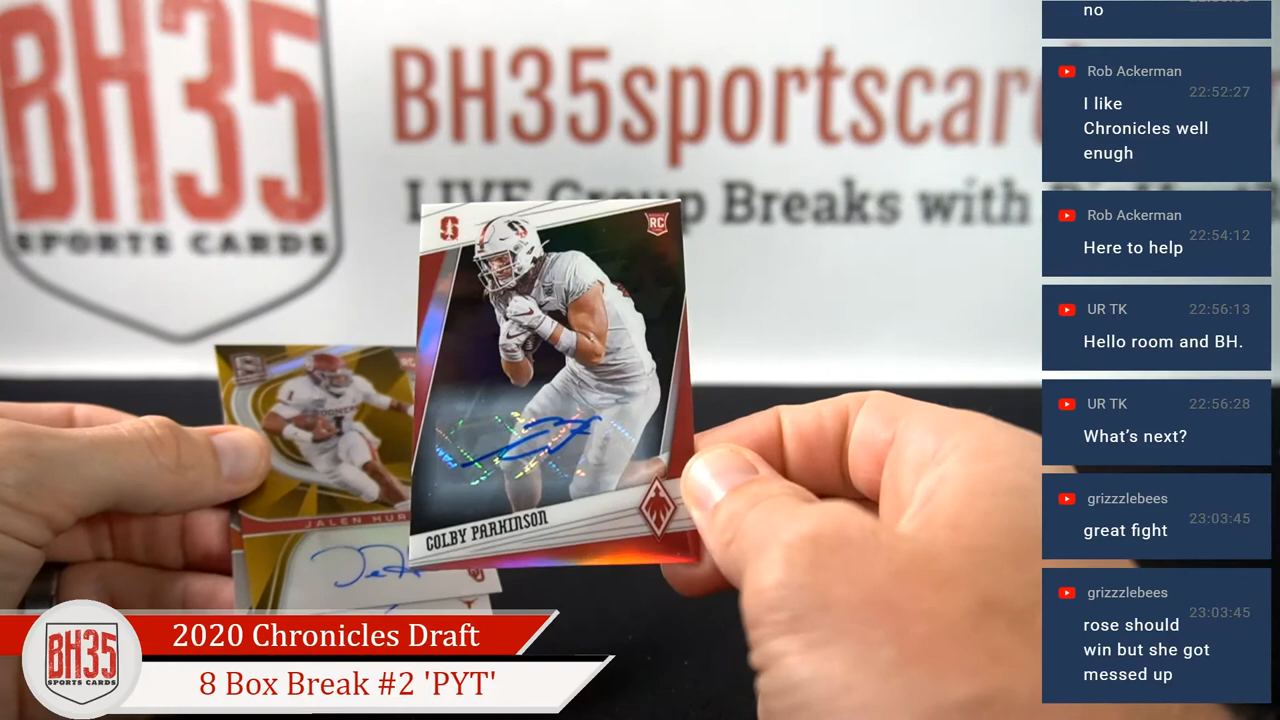 BH35
SPORTS CARDS
BH35sportscar
LIVE Group Breaks with
RC
COLBY PARKINSON
JALEN HUR
BH35
SPORTS CARDS
2020 Chronicles Draft
8 Box Break #2 'PYT'
no
Rob Ackerman
22:52:27
I like
Chronicles well
enugh
Rob Ackerman
22:54:12
Here to help
UR TK
22:56:13
Hello room and BH.
UR TK
22:56:28
What's next?
grizzzlebees
23:03:45
great fight
grizzzlebees
23:03:45
rose should
win but she got
messed up